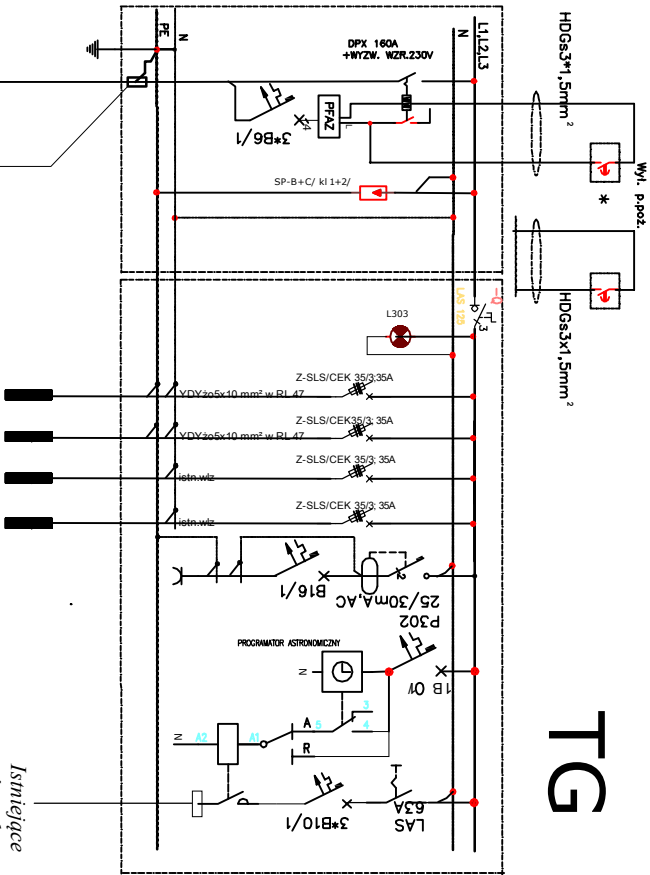 PE
N
L1,L2,L3
N
DPX 160A
+WYZW. WZR.230V
HDGs3*1,5mm²
Wył. p.poż.
*
PFAZ
L
3*B6/1
SP-B+C/ kl 1+2/
HDGs3x1,5mm²
-Q
LAS 125
3
L303
Z-SLS/CEK 35/3;35A
YDYżo5x10 mm² w RL 47
Z-SLS/CEK35/3; 35A
YDYżo5x10 mm² w RL 47
Z-SLS/CEK 35/3; 35A
istn.wlz
Z-SLS/CEK 35/3; 35A
istn.wlz
B16/1
2
25/30mA,AC
P302
PROGRAMATOR ASTRONOMICZNY
N
1B
TG
3
A
5
4
R
N
A2
A1
3*B10/1
LAS
63A
Istniejące